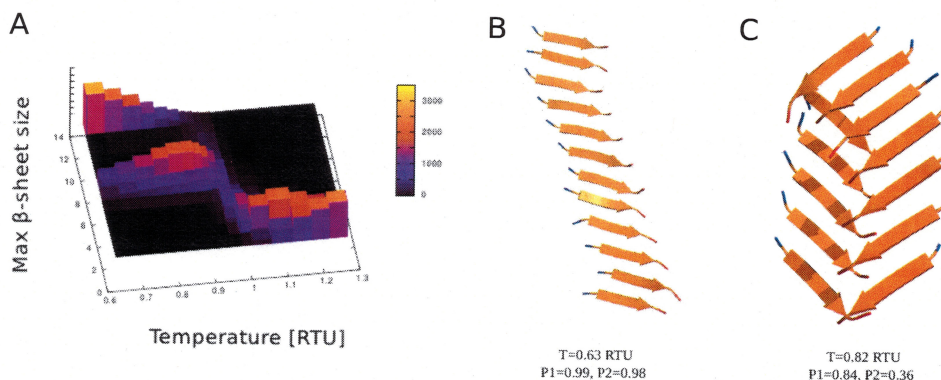 A
B
C
Max β-sheet size
14
12
10
8
6
4
2
0
0.6
0.7
0.8
0.9
1
1.1
1.2
1.3
3000
2000
1000
0
Temperature [RTU]
T=0.63 RTU
P1=0.99, P2=0.98
T=0.82 RTU
P1=0.84, P2=0.36